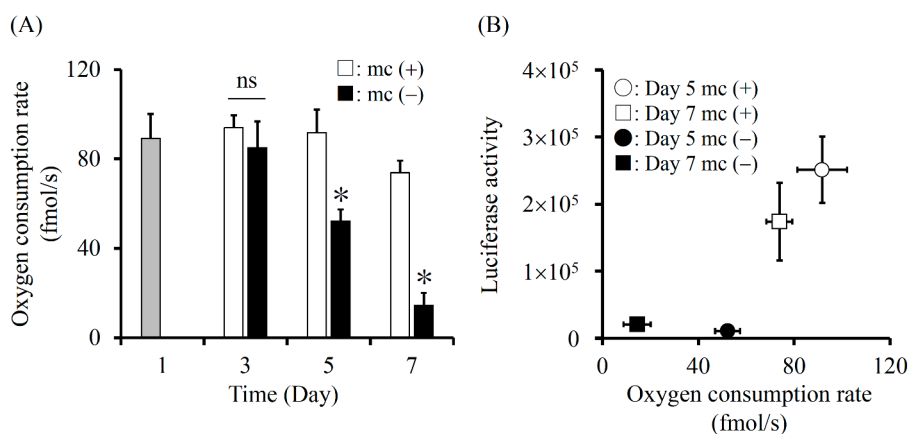 (A)
120
80
40
0
Oxygen consumption rate
(fmol/s)
ns
: mc (+)
: mc (−)
*
*
1 3 5 7
Time (Day)
(B)
4×10⁵
3×10⁵
2×10⁵
1×10⁵
0
Luciferase activity
: Day 5 mc (+)
: Day 7 mc (+)
: Day 5 mc (−)
: Day 7 mc (−)
0 40 80 120
Oxygen consumption rate
(fmol/s)